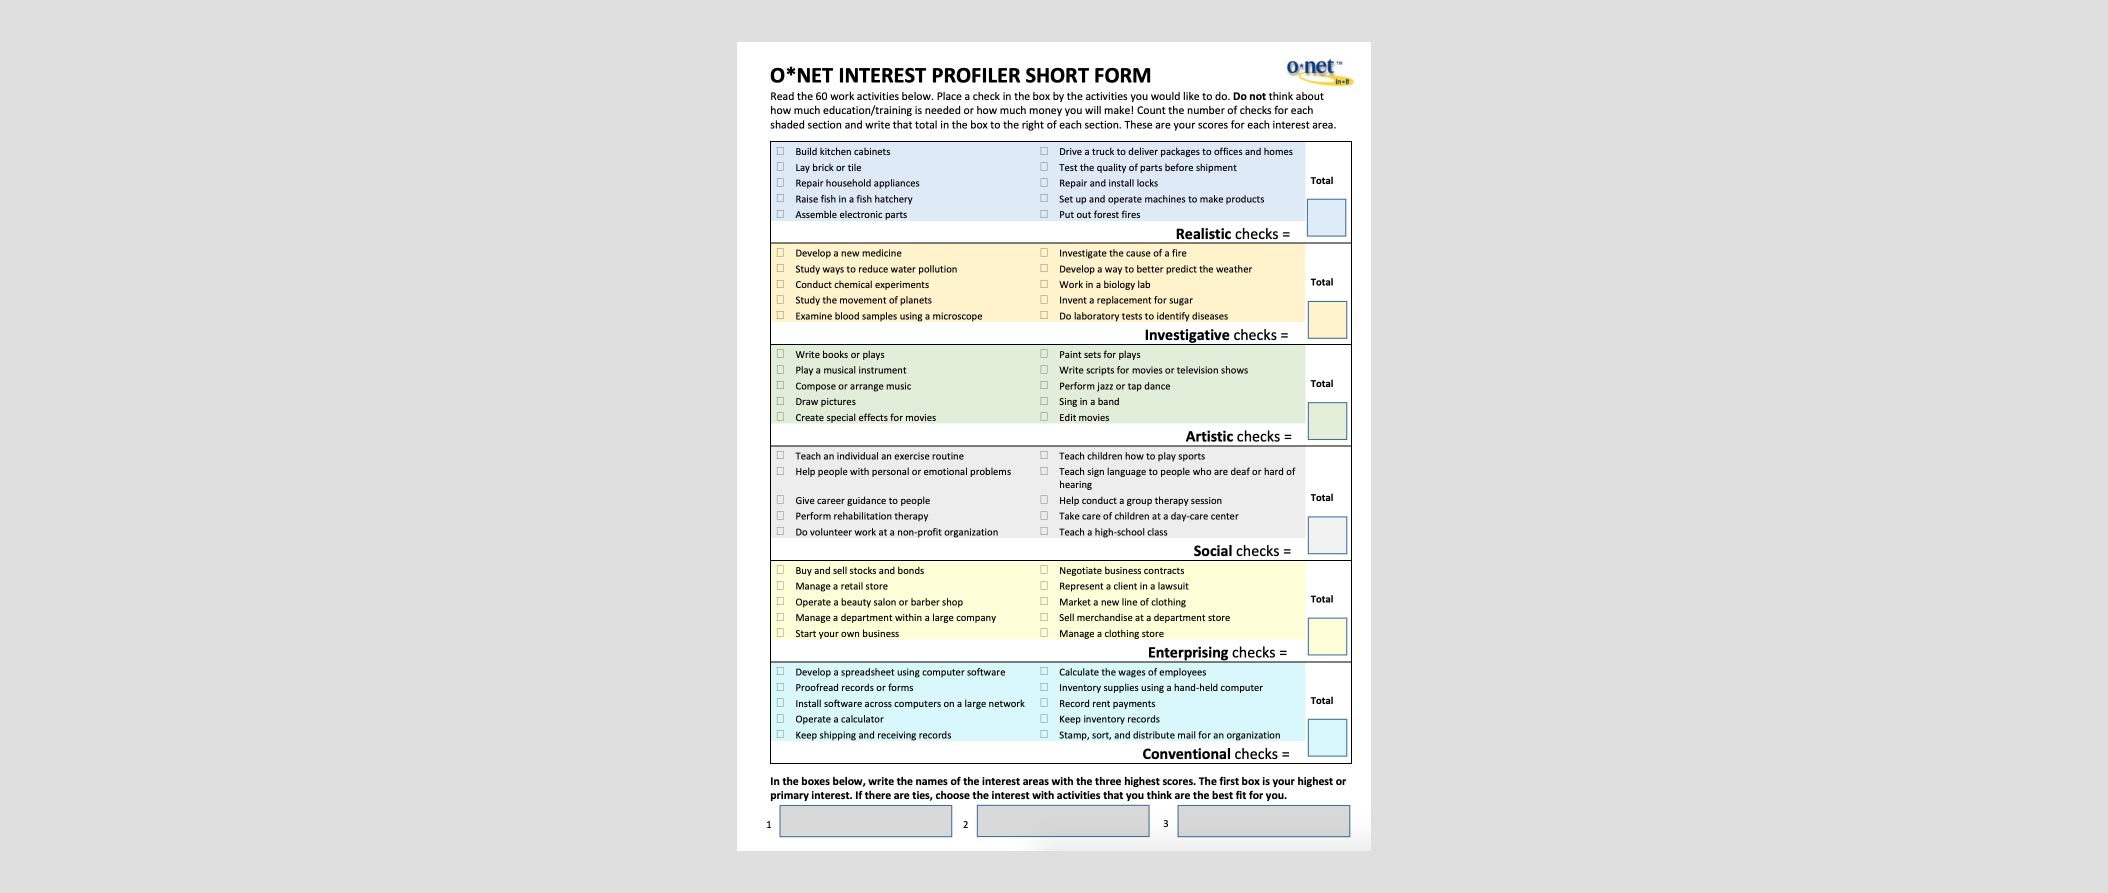 O*NET INTEREST PROFILER SHORT FORM
o*net™
in-it
Read the 60 work activities below. Place a check in the box by the activities you would like to do. Do not think about
how much education/training is needed or how much money you will make! Count the number of checks for each
shaded section and write that total in the box to the right of each section. These are your scores for each interest area.
Build kitchen cabinets
Drive a truck to deliver packages to offices and homes
Lay brick or tile
Test the quality of parts before shipment
Repair household appliances
Repair and install locks
Total
Raise fish in a fish hatchery
Set up and operate machines to make products
Assemble electronic parts
Put out forest fires
Realistic checks =
Develop a new medicine
Investigate the cause of a fire
Study ways to reduce water pollution
Develop a way to better predict the weather
Conduct chemical experiments
Work in a biology lab
Total
Study the movement of planets
Invent a replacement for sugar
Examine blood samples using a microscope
Do laboratory tests to identify diseases
Investigative checks =
Write books or plays
Paint sets for plays
Play a musical instrument
Write scripts for movies or television shows
Compose or arrange music
Perform jazz or tap dance
Total
Draw pictures
Sing in a band
Create special effects for movies
Edit movies
Artistic checks =
Teach an individual an exercise routine
Teach children how to play sports
Help people with personal or emotional problems
Teach sign language to people who are deaf or hard of
hearing
Give career guidance to people
Help conduct a group therapy session
Total
Perform rehabilitation therapy
Take care of children at a day-care center
Do volunteer work at a non-profit organization
Teach a high-school class
Social checks =
Buy and sell stocks and bonds
Negotiate business contracts
Manage a retail store
Represent a client in a lawsuit
Operate a beauty salon or barber shop
Market a new line of clothing
Total
Manage a department within a large company
Sell merchandise at a department store
Start your own business
Manage a clothing store
Enterprising checks =
Develop a spreadsheet using computer software
Calculate the wages of employees
Proofread records or forms
Inventory supplies using a hand-held computer
Install software across computers on a large network
Record rent payments
Total
Operate a calculator
Keep inventory records
Keep shipping and receiving records
Stamp, sort, and distribute mail for an organization
Conventional checks =
In the boxes below, write the names of the interest areas with the three highest scores. The first box is your highest or
primary interest. If there are ties, choose the interest with activities that you think are the best fit for you.
1
2
3